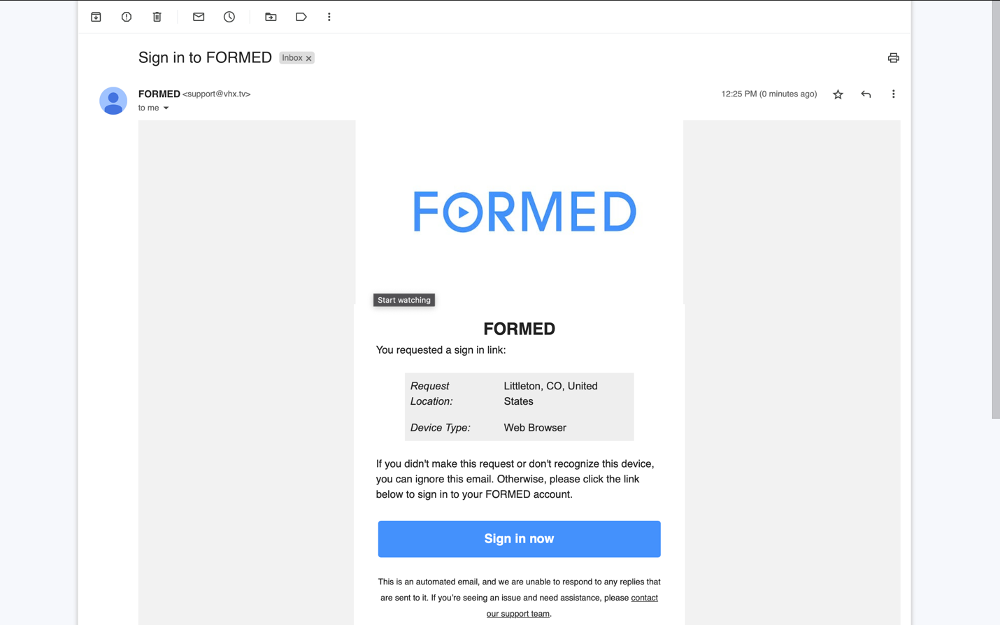 Sign in to FORMED Inbox x
FORMED <support@vhx.tv> 12:25 PM (0 minutes ago)
to me
FORMED
Start watching
FORMED
You requested a sign in link:
Request Location: Littleton, CO, United States
Device Type: Web Browser
If you didn't make this request or don't recognize this device,
you can ignore this email. Otherwise, please click the link
below to sign in to your FORMED account.
Sign in now
This is an automated email, and we are unable to respond to any replies that
are sent to it. If you’re seeing an issue and need assistance, please contact
our support team.